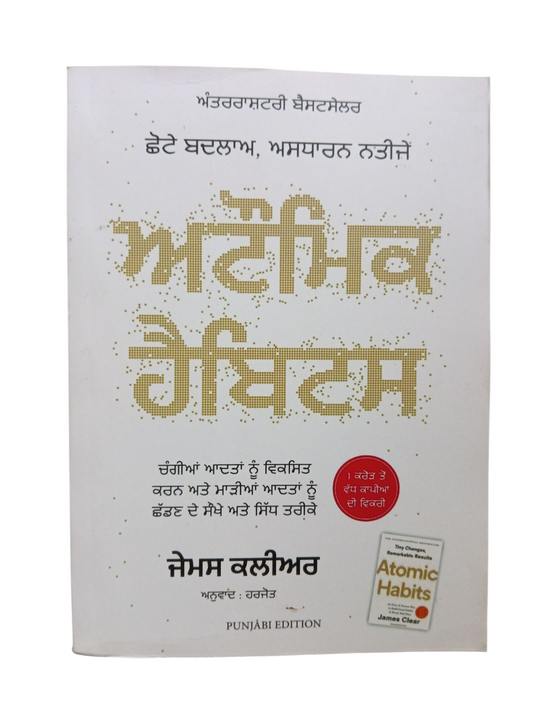 ਅੰਤਰਰਾਸ਼ਟਰੀ ਬੈਸਟਸੇਲਰ
ਛੋਟੇ ਬਦਲਾਅ, ਅਸਧਾਰਨ ਨਤੀਜੇ
ਅਟੌਮਿਕ
ਹੈਬਿਟਸ
ਚੰਗੀਆਂ ਆਦਤਾਂ ਨੂੰ ਵਿਕਸਿਤ
ਕਰਨ ਅਤੇ ਮਾੜੀਆਂ ਆਦਤਾਂ ਨੂੰ
ਛੱਡਣ ਦੇ ਸੌਖੇ ਅਤੇ ਸਿੱਧ ਤਰੀਕੇ
1 ਕਰੋੜ ਤੋਂ
ਵੱਧ ਕਾਪੀਆਂ
ਦੀ ਵਿਕਰੀ
ਜੇਮਸ ਕਲੀਅਰ
ਅਨੁਵਾਦ : ਹਰਜੋਤ
PUNJABI EDITION
Tiny Changes,
Remarkable Results
Atomic
Habits
James Clear